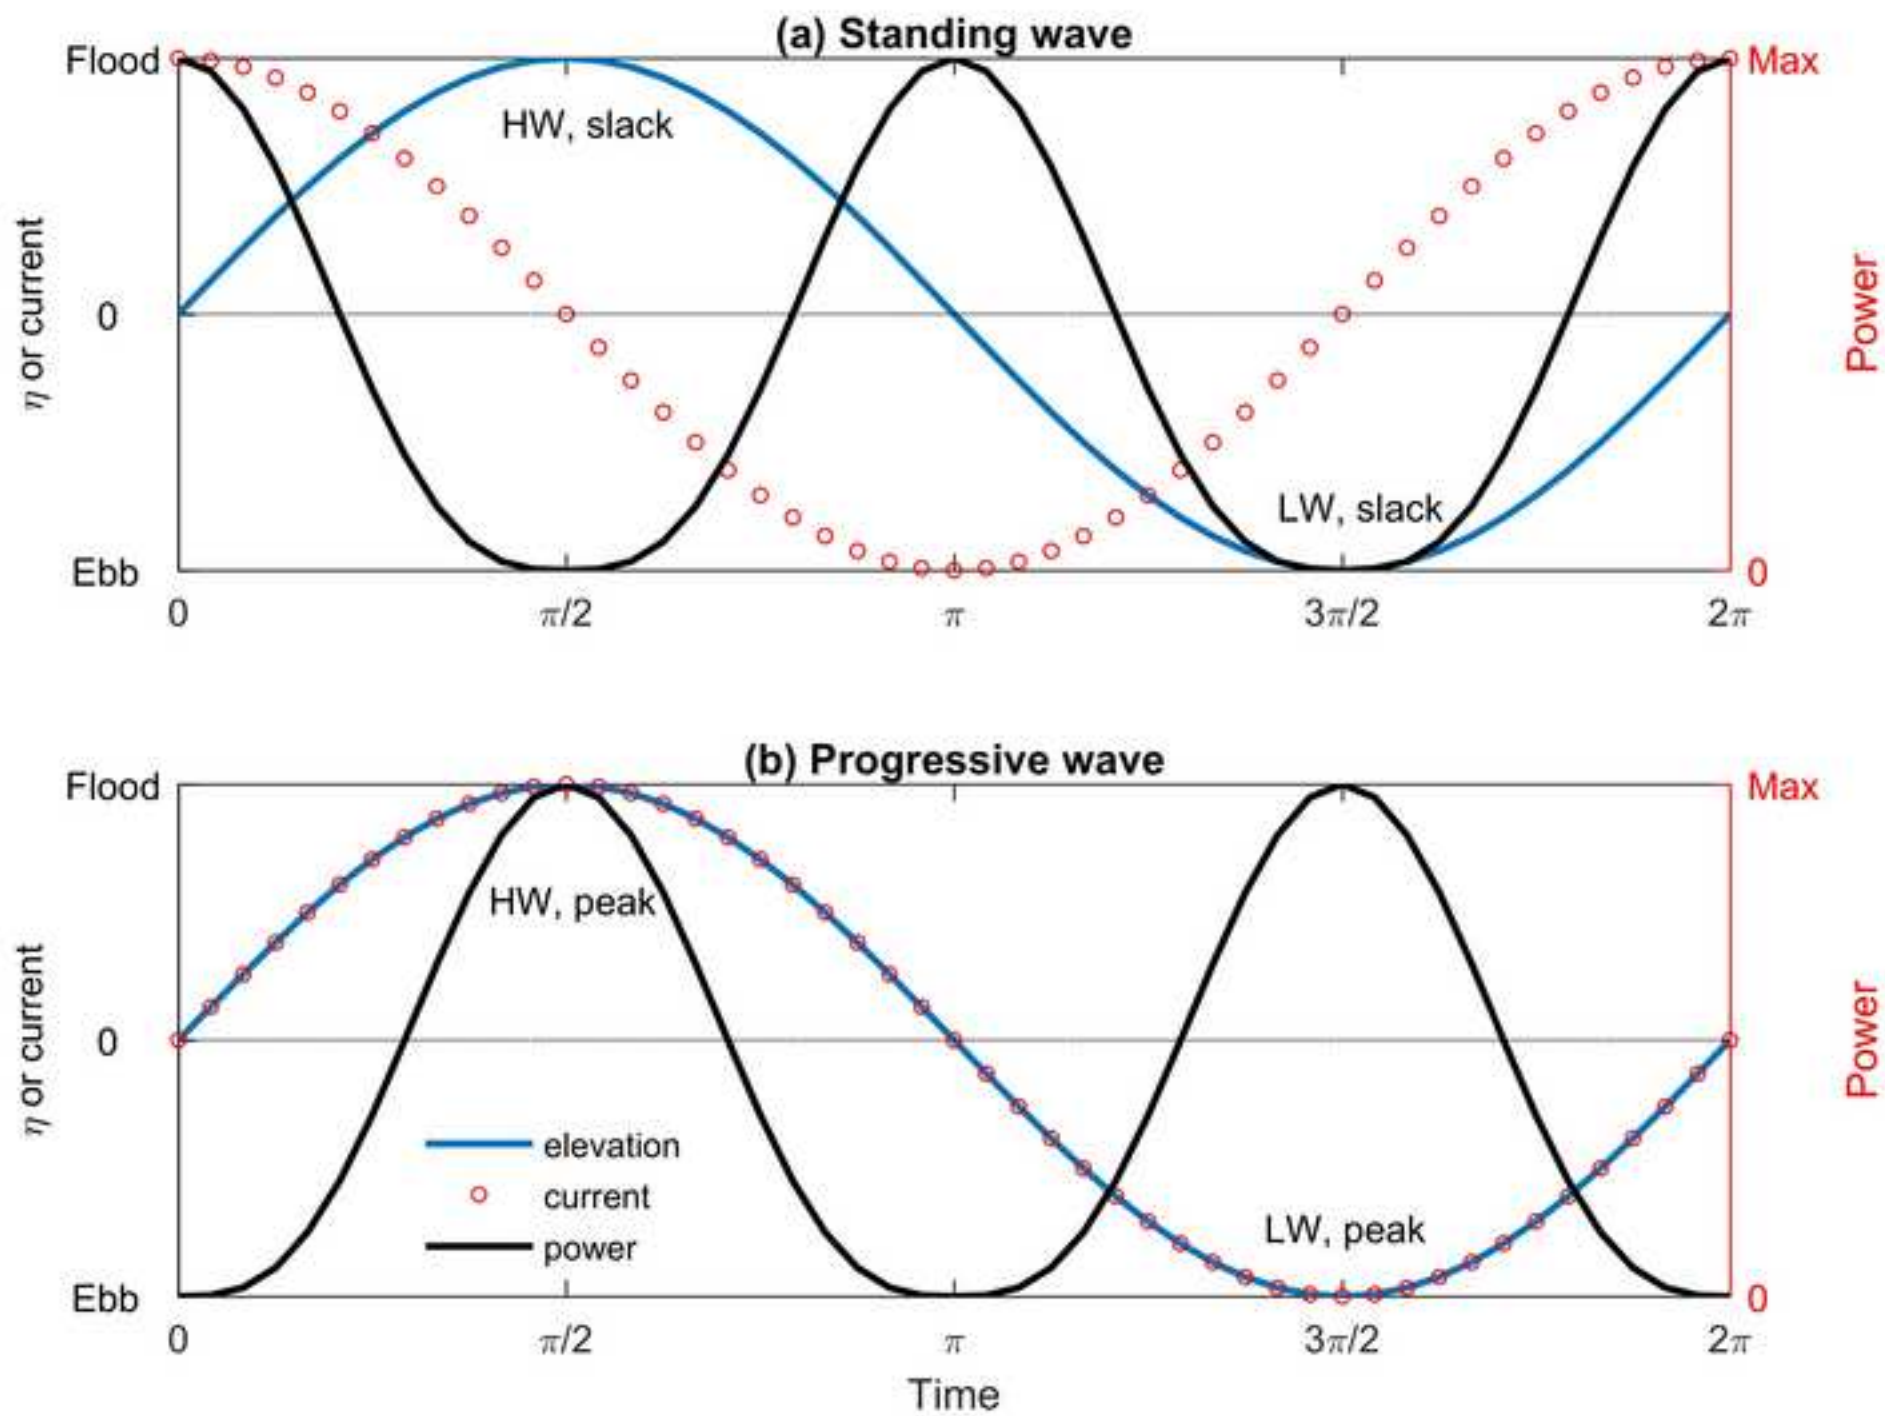 (a) Standing wave
Flood
Max
HW, slack
η or current
0
Power
LW, slack
Ebb
0
0
π/2
π
3π/2
2π
(b) Progressive wave
Flood
Max
HW, peak
η or current
0
Power
elevation
current
power
LW, peak
Ebb
0
0
π/2
π
3π/2
2π
Time